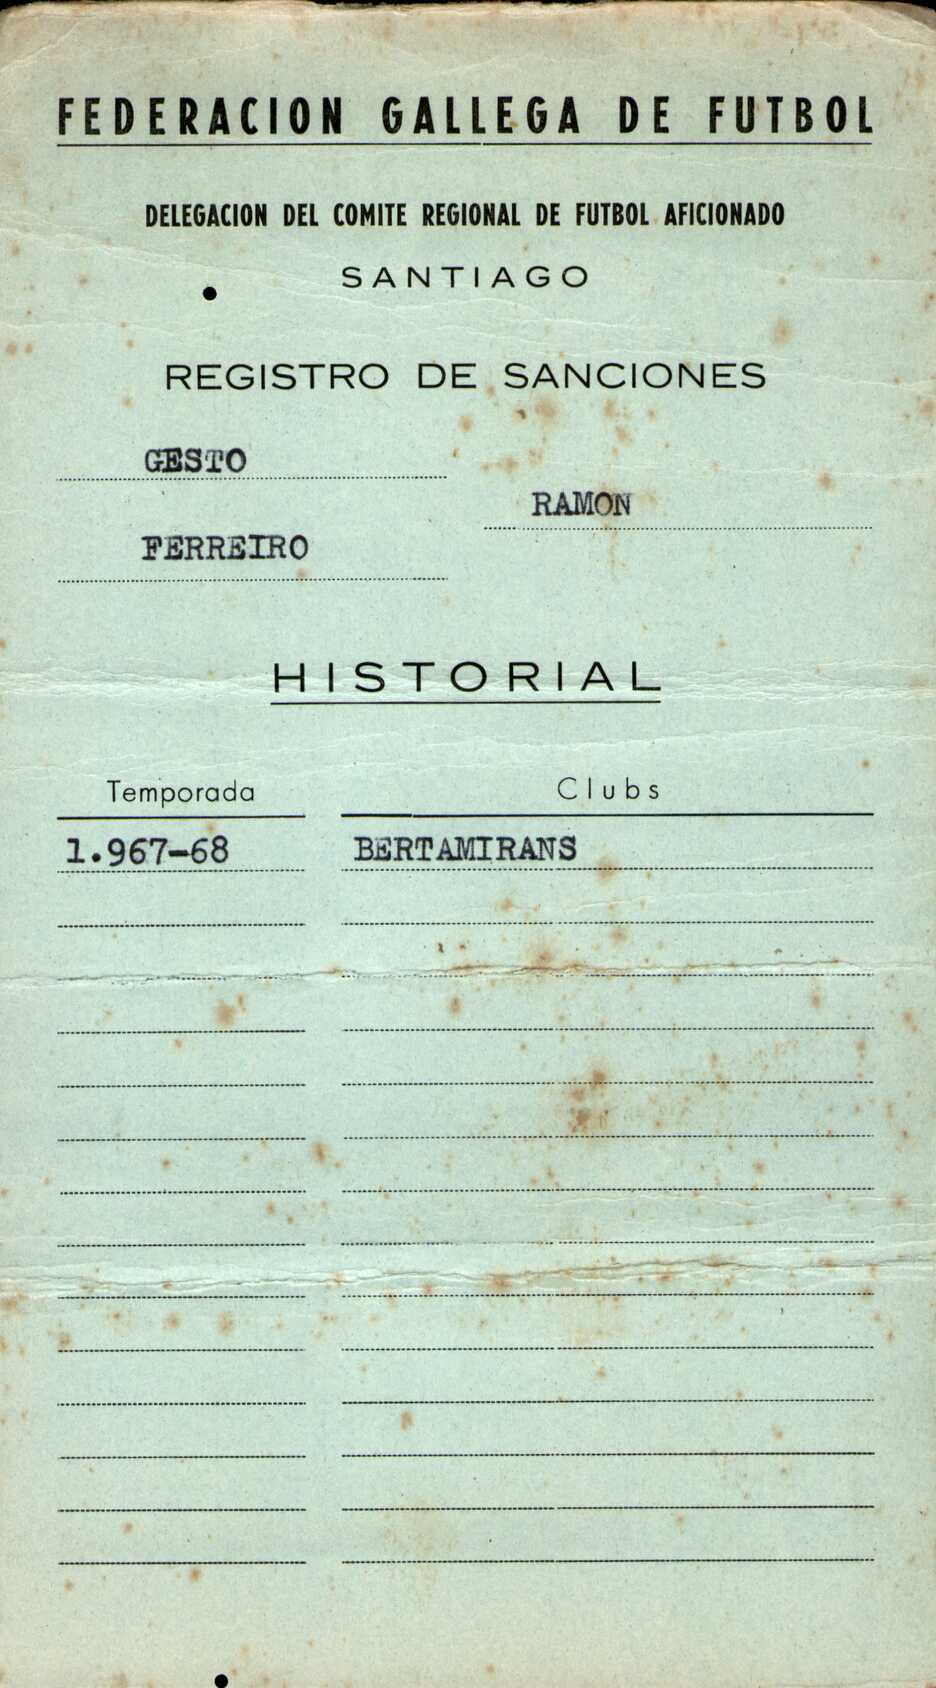 FEDERACION GALLEGA DE FUTBOL
DELEGACION DEL COMITE REGIONAL DE FUTBOL AFICIONADO
SANTIAGO
REGISTRO DE SANCIONES
GESTO
RAMON
FERREIRO
HISTORIAL
Temporada Clubs
1.967-68 BERTAMIRANS